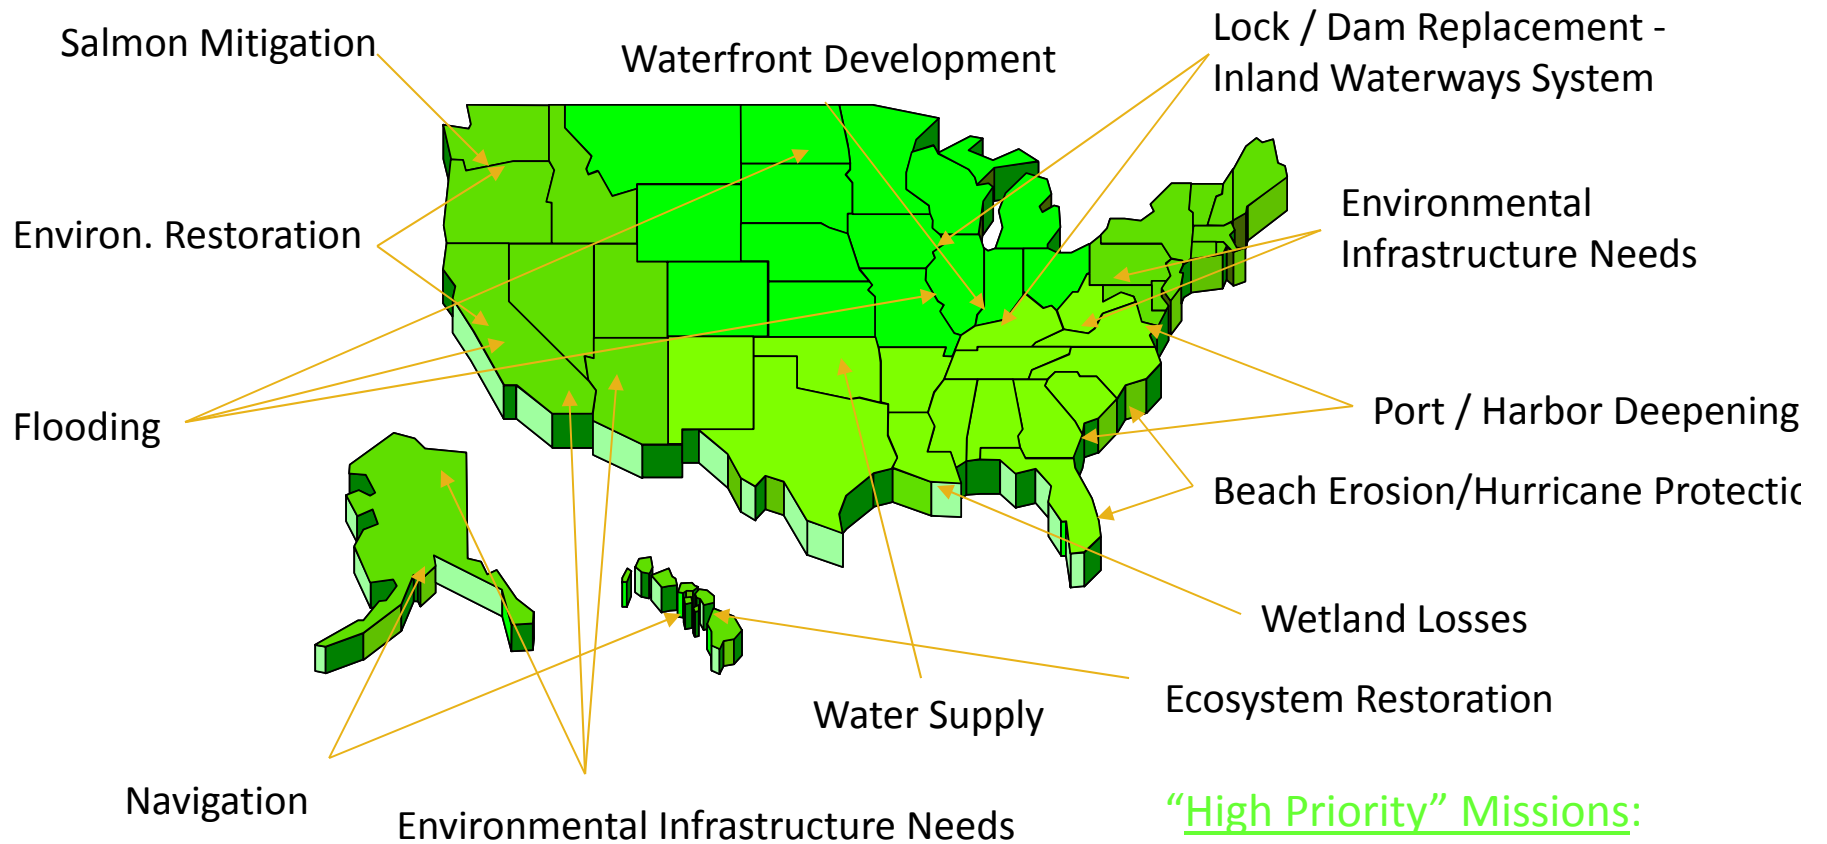 Salmon Mitigation
Waterfront Development
Lock / Dam Replacement -
Inland Waterways System
Environ. Restoration
Environmental
Infrastructure Needs
Flooding
Port / Harbor Deepening
Beach Erosion/Hurricane Protectic
Wetland Losses
Ecosystem Restoration
Water Supply
Navigation
Environmental Infrastructure Needs
“High Priority” Missions: